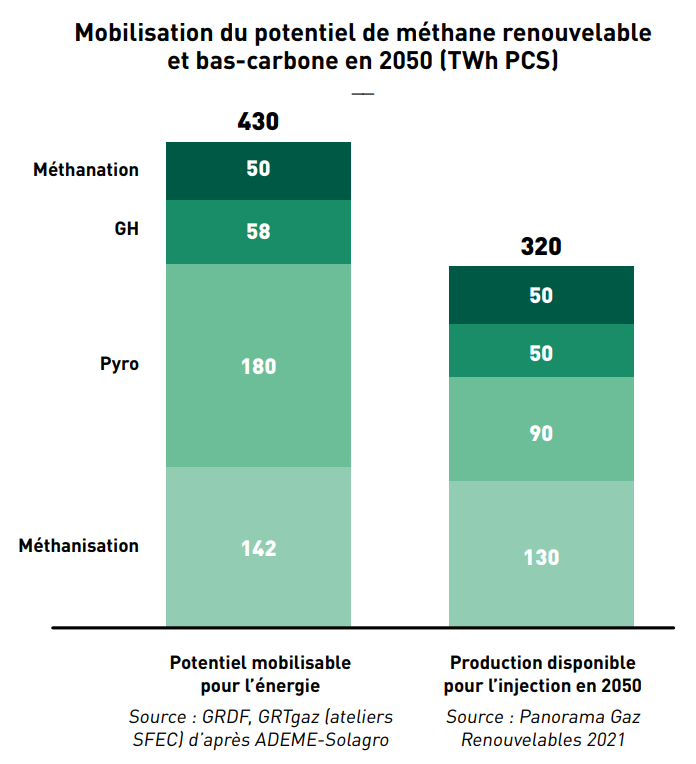 Mobilisation du potentiel de méthane renouvelable
et bas-carbone en 2050 (TWh PCS)
430
Méthanation
50
GH
58
320
50
50
Pyro
180
90
Méthanisation
142
130
Potentiel mobilisable
pour l’énergie
Source : GRDF, GRTgaz (ateliers
SFEC) d’après ADEME-Solagro
Production disponible
pour l’injection en 2050
Source : Panorama Gaz
Renouvelables 2021